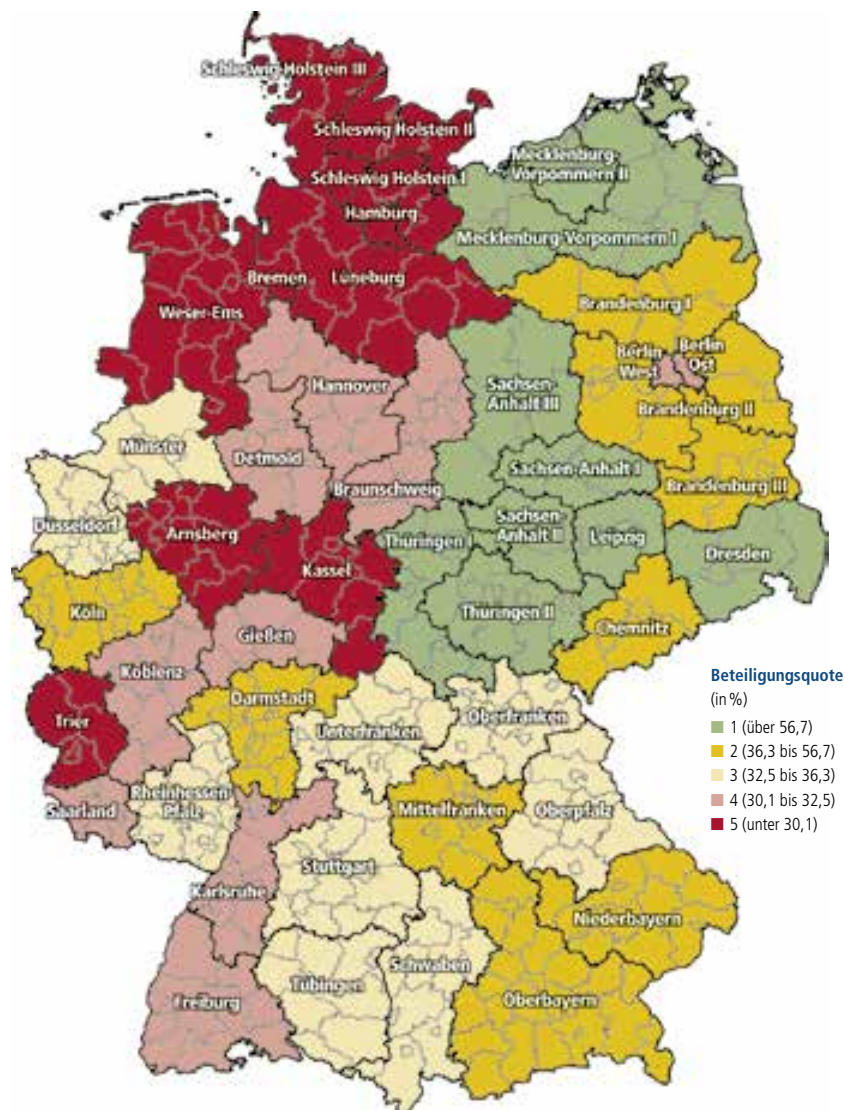 Schleswig-Holstein III
Schleswig Holstein II
Schleswig Holstein I
Hamburg
Mecklenburg-
Vorpommern II
Mecklenburg-Vorpommern I
Bremen
Lüneburg
Weser-Ems
Brandenburg I
Berlin
West
Berlin
Ost
Hannover
Sachsen-
Anhalt III
Brandenburg II
Münster
Detmold
Sachsen-Anhalt I
Braunschweig
Brandenburg III
Düsseldorf
Arnsberg
Sachsen-
Anhalt II
Leipzig
Thüringen I
Dresden
Kassel
Köln
Thüringen II
Gießen
Chemnitz
Koblenz
Darmstadt
Trier
Unterfranken
Oberfranken
Rheinhessen-
Pfalz
Saarland
Mittelfranken
Oberpfalz
Stuttgart
Karlsruhe
Niederbayern
Schwaben
Tübingen
Freiburg
Oberbayern
Beteiligungsquote
(in %)
1 (über 56,7)
2 (36,3 bis 56,7)
3 (32,5 bis 36,3)
4 (30,1 bis 32,5)
5 (unter 30,1)